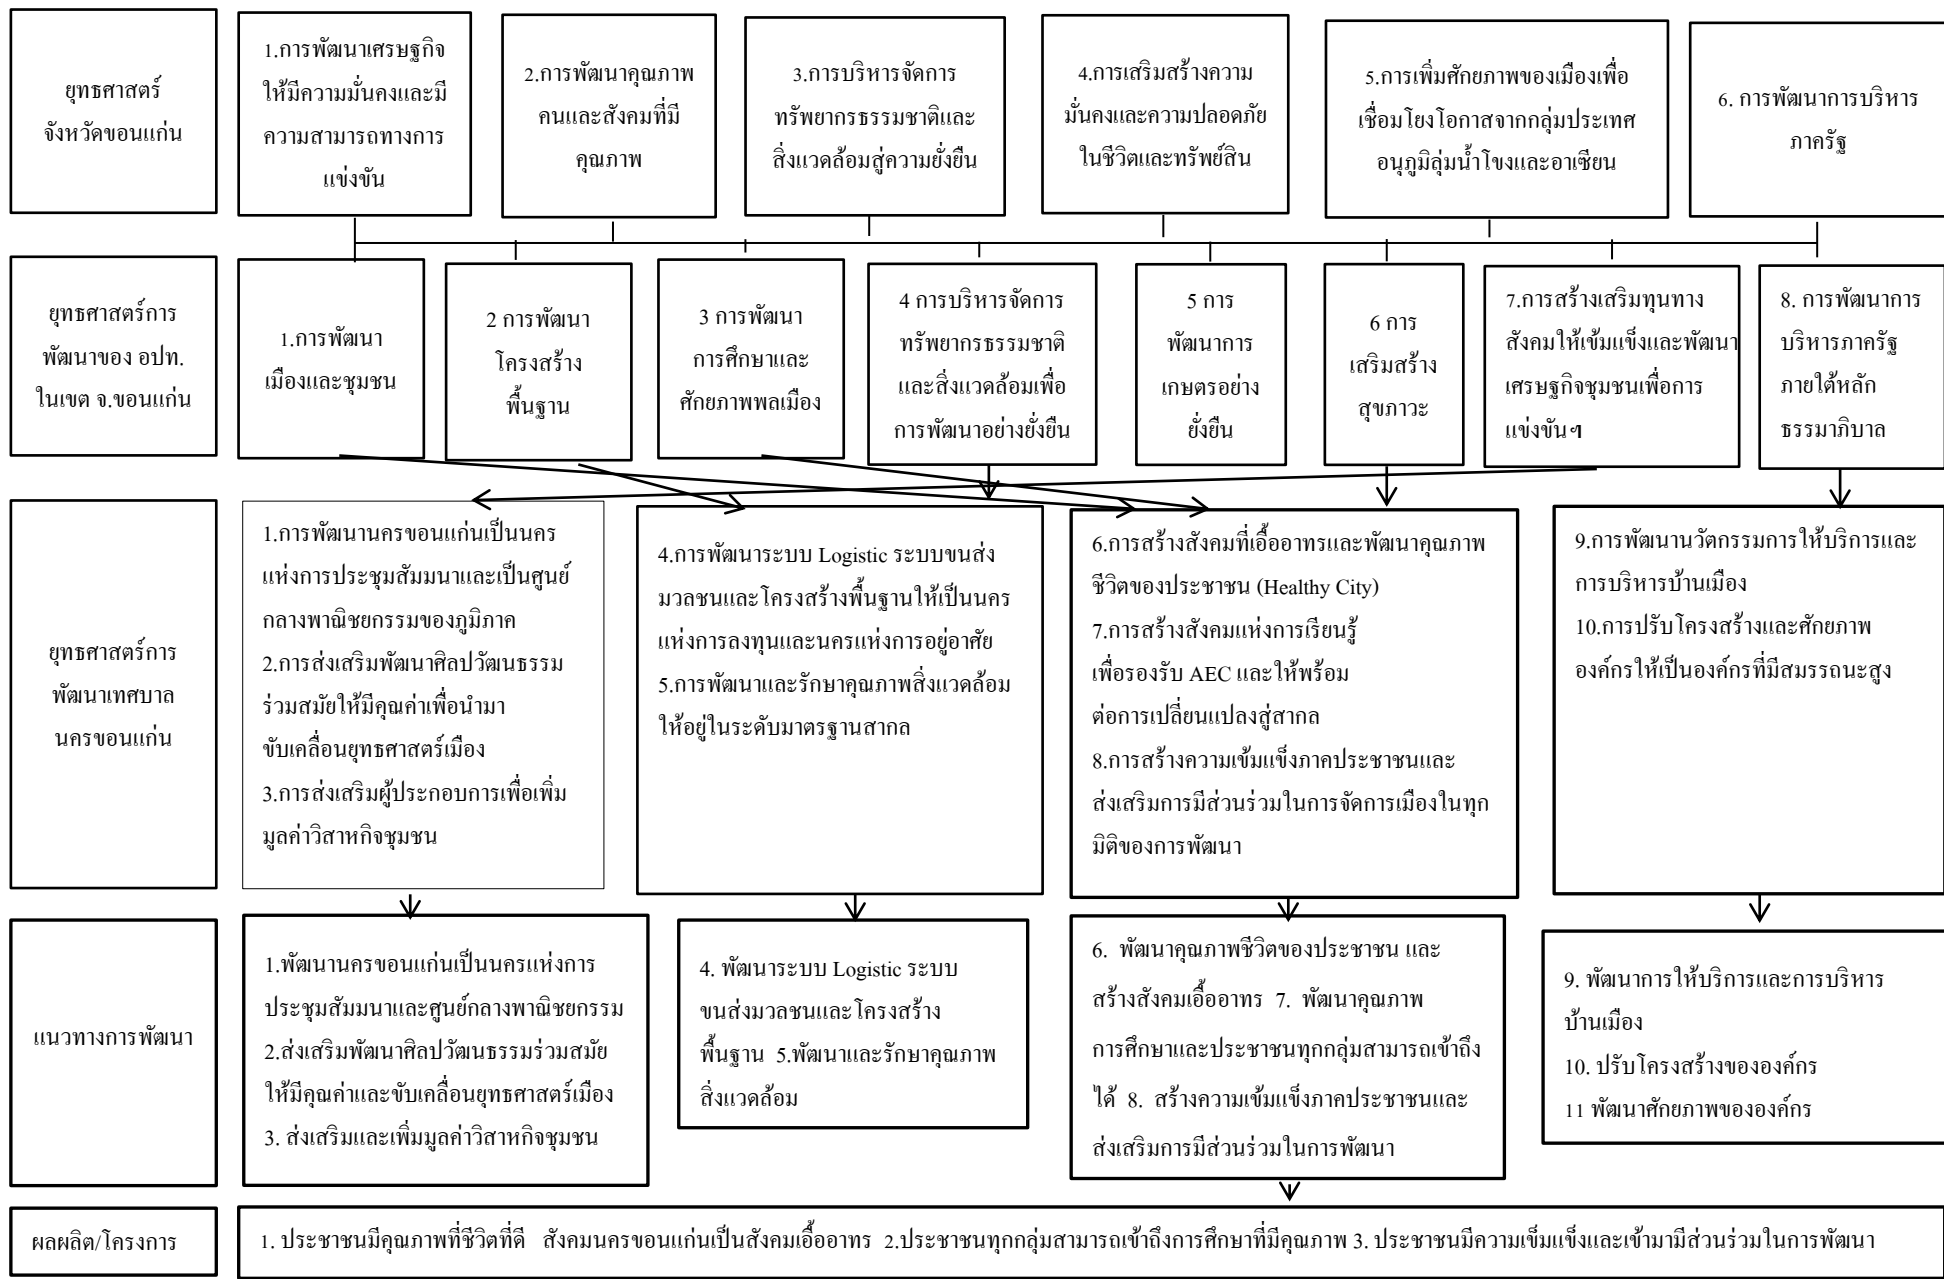 ยุทธศาสตร์
จังหวัดขอนแก่น
1.การพัฒนาเศรษฐกิจ
ให้มีความมั่นคงและมี
ความสามารถทางการ
แข่งขัน
2.การพัฒนาคุณภาพ
คนและสังคมที่มี
คุณภาพ
3.การบริหารจัดการ
ทรัพยากรธรรมชาติและ
สิ่งแวดล้อมสู่ความยั่งยืน
4.การเสริมสร้างความ
มั่นคงและความปลอดภัย
ในชีวิตและทรัพย์สิน
5.การเพิ่มศักยภาพของเมืองเพื่อ
เชื่อมโยงโอกาสจากกลุ่มประเทศ
อนุภูมิลุ่มน้ำโขงและอาเซียน
6. การพัฒนาการบริหาร
ภาครัฐ
ยุทธศาสตร์การ
พัฒนาของ อปท.
ในเขต จ.ขอนแก่น
1.การพัฒนา
เมืองและชุมชน
2 การพัฒนา
โครงสร้าง
พื้นฐาน
3 การพัฒนา
การศึกษาและ
ศักยภาพพลเมือง
4 การบริหารจัดการ
ทรัพยากรธรรมชาติ
และสิ่งแวดล้อมเพื่อ
การพัฒนาอย่างยั่งยืน
5 การ
พัฒนาการ
เกษตรอย่าง
ยั่งยืน
6 การ
เสริมสร้าง
สุขภาวะ
7.การสร้างเสริมทุนทาง
สังคมให้เข้มแข็งและพัฒนา
เศรษฐกิจชุมชนเพื่อการ
แข่งขันฯ
8. การพัฒนาการ
บริหารภาครัฐ
ภายใต้หลัก
ธรรมาภิบาล
ยุทธศาสตร์การ
พัฒนาเทศบาล
นครขอนแก่น
1.การพัฒนานครขอนแก่นเป็นนคร
แห่งการประชุมสัมมนาและเป็นศูนย์
กลางพาณิชยกรรมของภูมิภาค
2.การส่งเสริมพัฒนาศิลปวัฒนธรรม
ร่วมสมัยให้มีคุณค่าเพื่อนำมา
ขับเคลื่อนยุทธศาสตร์เมือง
3.การส่งเสริมผู้ประกอบการเพื่อเพิ่ม
มูลค่าวิสาหกิจชุมชน
4.การพัฒนาระบบ Logistic ระบบขนส่ง
มวลชนและโครงสร้างพื้นฐานให้เป็นนคร
แห่งการลงทุนและนครแห่งการอยู่อาศัย
5.การพัฒนาและรักษาคุณภาพสิ่งแวดล้อม
ให้อยู่ในระดับมาตรฐานสากล
6.การสร้างสังคมที่เอื้ออาทรและพัฒนาคุณภาพ
ชีวิตของประชาชน (Healthy City)
7.การสร้างสังคมแห่งการเรียนรู้
เพื่อรองรับ AEC และให้พร้อม
ต่อการเปลี่ยนแปลงสู่สากล
8.การสร้างความเข้มแข็งภาคประชาชนและ
ส่งเสริมการมีส่วนร่วมในการจัดการเมืองในทุก
มิติของการพัฒนา
9.การพัฒนานวัตกรรมการให้บริการและ
การบริหารบ้านเมือง
10.การปรับโครงสร้างและศักยภาพ
องค์กรให้เป็นองค์กรที่มีสมรรถนะสูง
แนวทางการพัฒนา
1.พัฒนานครขอนแก่นเป็นนครแห่งการ
ประชุมสัมมนาและศูนย์กลางพาณิชยกรรม
2.ส่งเสริมพัฒนาศิลปวัฒนธรรมร่วมสมัย
ให้มีคุณค่าและขับเคลื่อนยุทธศาสตร์เมือง
3. ส่งเสริมและเพิ่มมูลค่าวิสาหกิจชุมชน
4. พัฒนาระบบ Logistic ระบบ
ขนส่งมวลชนและโครงสร้าง
พื้นฐาน 5.พัฒนาและรักษาคุณภาพ
สิ่งแวดล้อม
6. พัฒนาคุณภาพชีวิตของประชาชน และ
สร้างสังคมเอื้ออาทร 7. พัฒนาคุณภาพ
การศึกษาและประชาชนทุกกลุ่มสามารถเข้าถึง
ได้ 8. สร้างความเข้มแข็งภาคประชาชนและ
ส่งเสริมการมีส่วนร่วมในการพัฒนา
9. พัฒนาการให้บริการและการบริหาร
บ้านเมือง
10. ปรับโครงสร้างขององค์กร
11 พัฒนาศักยภาพขององค์กร
ผลผลิต/โครงการ
1. ประชาชนมีคุณภาพที่ชีวิตที่ดี สังคมนครขอนแก่นเป็นสังคมเอื้ออาทร 2.ประชาชนทุกกลุ่มสามารถเข้าถึงการศึกษาที่มีคุณภาพ 3. ประชาชนมีความเข็มแข็งและเข้ามามีส่วนร่วมในการพัฒนา